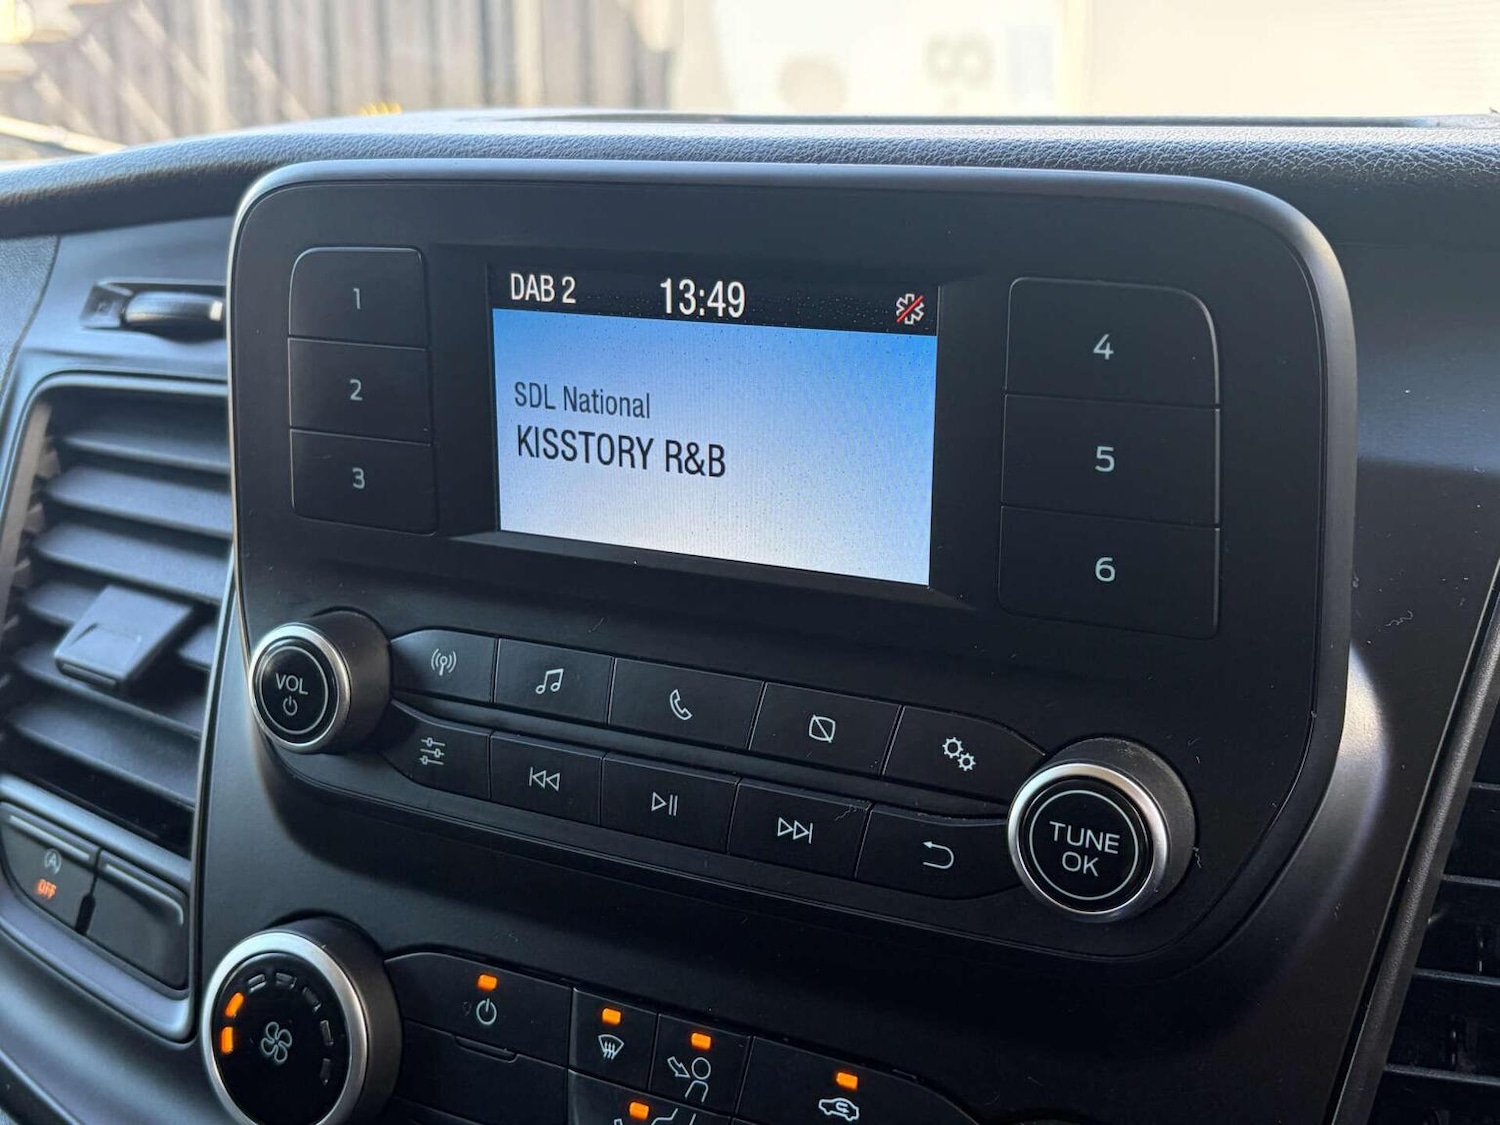 DAB 2 13:49
SDL National
KISSTORY R&B
1
2
3
4
5
6
VOL
TUNE
OK
A
OFF